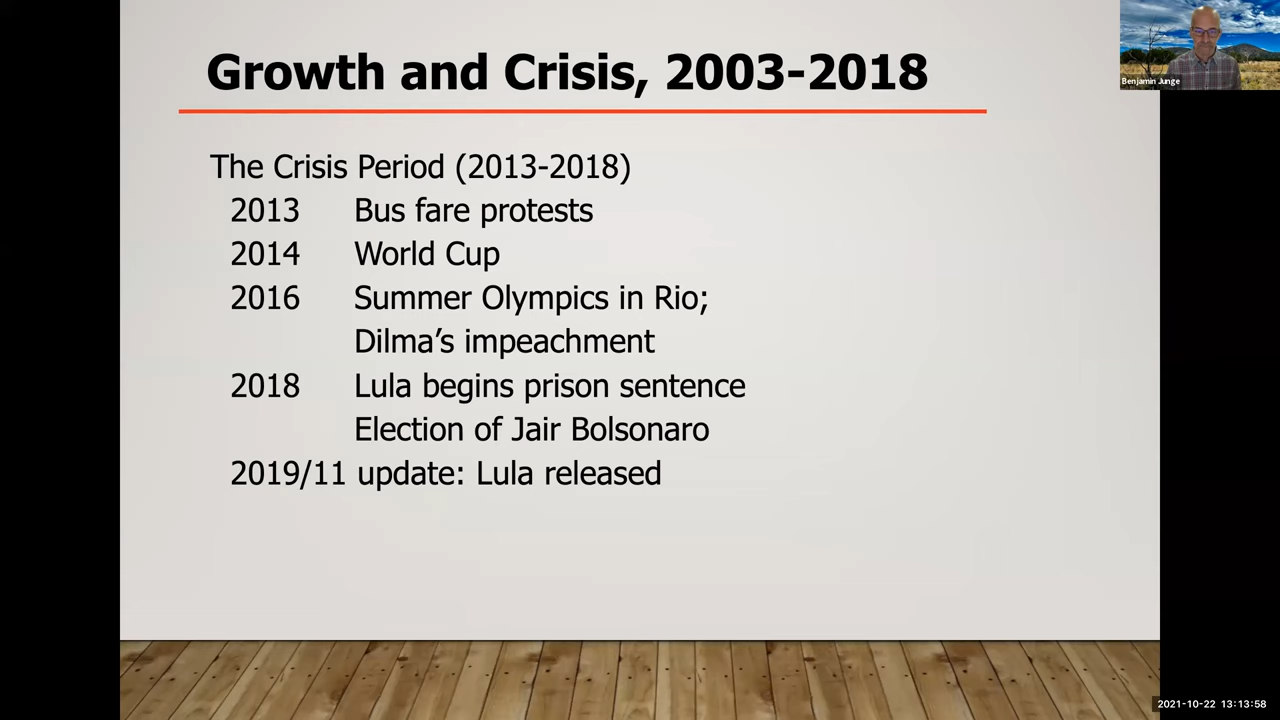 Growth and Crisis, 2003-2018
Benjamin Junge
The Crisis Period (2013-2018)
2013 Bus fare protests
2014 World Cup
2016 Summer Olympics in Rio;
Dilma’s impeachment
2018 Lula begins prison sentence
Election of Jair Bolsonaro
2019/11 update: Lula released
2021-10-22 13:13:58